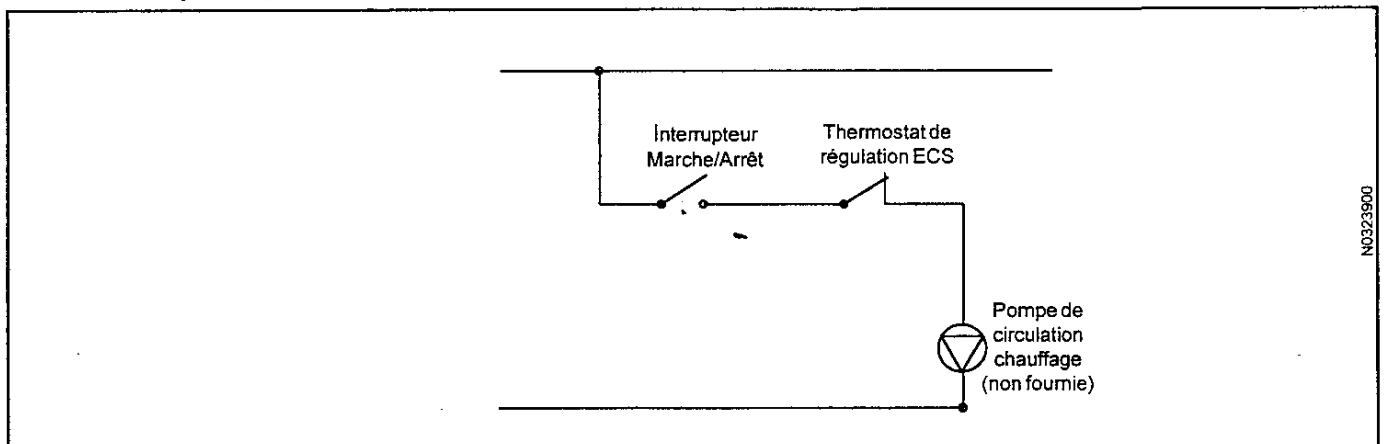 Interrupteur
Marche/Arrêt
Thermostat de
régulation ECS
Pompe de
circulation
chauffage
(non fournie)
N0323900